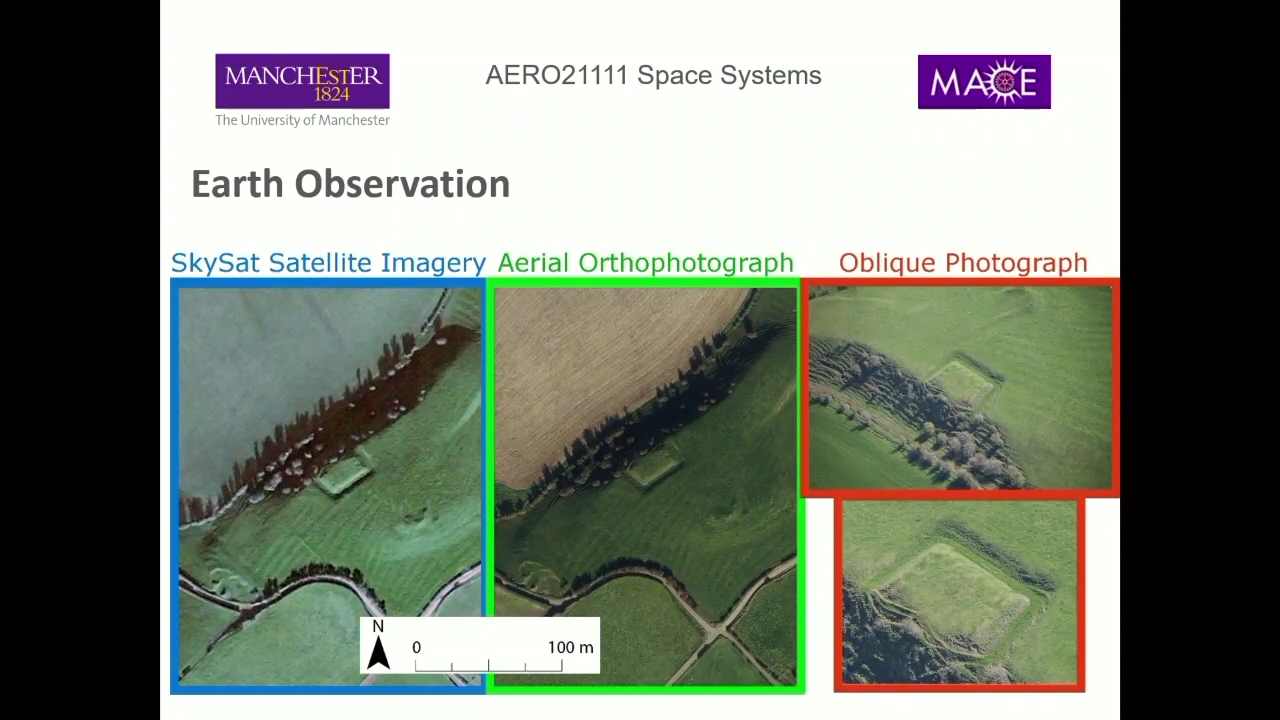 MANCHEstER
1824
The University of Manchester
AERO21111 Space Systems
MACE
Earth Observation
SkySat Satellite Imagery
Aerial Orthophotograph
Oblique Photograph
N
0 100 m